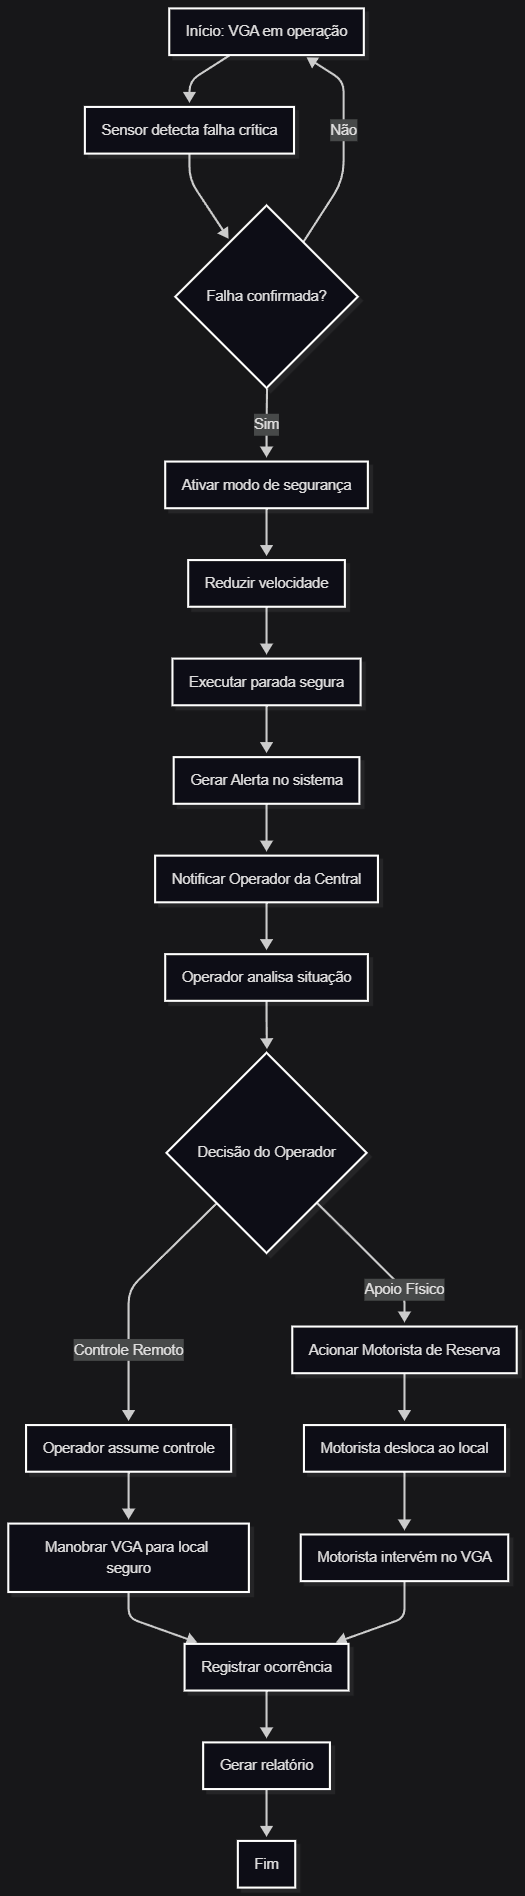 Início: VGA em operação
Sensor detecta falha crítica
Não
Falha confirmada?
Sim
Ativar modo de segurança
Reduzir velocidade
Executar parada segura
Gerar Alerta no sistema
Notificar Operador da Central
Operador analisa situação
Decisão do Operador
Apoio Físico
Controle Remoto
Acionar Motorista de Reserva
Operador assume controle
Motorista desloca ao local
Manobrar VGA para local
seguro
Motorista intervém no VGA
Registrar ocorrência
Gerar relatório
Fim